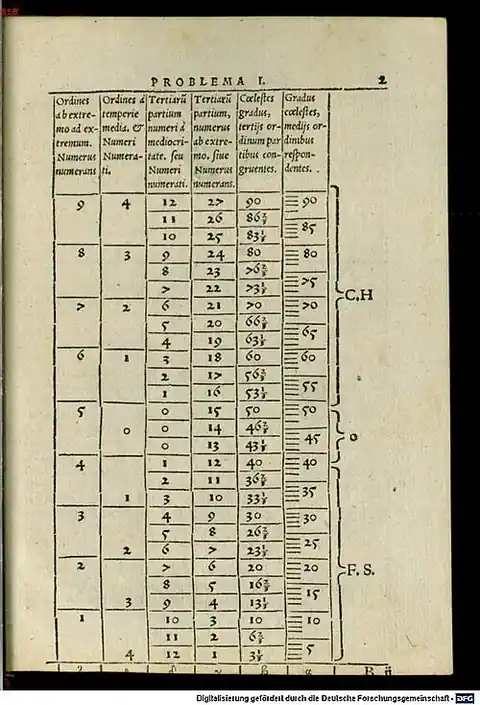 PROBLEMA I. 2
Ordines ab extremo ad extremum. Numerus numerans
Ordines à temperie media. & Numeri Numerati.
Tertiarũ partium numeri à mediocritate. seu Numeri numerati.
Tertiarũ partium, numerus ab extremo. siue Numerus numerans.
Cœlestes gradus, tertijs ordinum partibus congruentes.
Gradus cœlestes, medijs ordinibus respondentes.
9 4 12 27 90 90
11 26 86⅔ 85
10 25 83⅓
8 3 9 24 80 80
8 23 76⅔ 75
7 22 73⅓
7 2 6 21 70 70
5 20 66⅔ 65
4 19 63⅓
6 1 3 18 60 60
2 17 56⅔ 55
1 16 53⅓
C.H
5 0 15 50 50
0 0 14 46⅔ 45
0 13 43⅓
0
4 1 12 40 40
2 11 36⅔ 35
1 3 10 33⅓
3 4 9 30 30
5 8 26⅔ 25
2 6 7 23⅓
2 7 6 20 20
8 5 16⅔ 15
3 9 4 13⅓
1 10 3 10 10
11 2 6⅔ 5
4 12 1 3⅓
F. S.
B ij
Digitalisierung gefördert durch die Deutsche Forschungsgemeinschaft - DFG